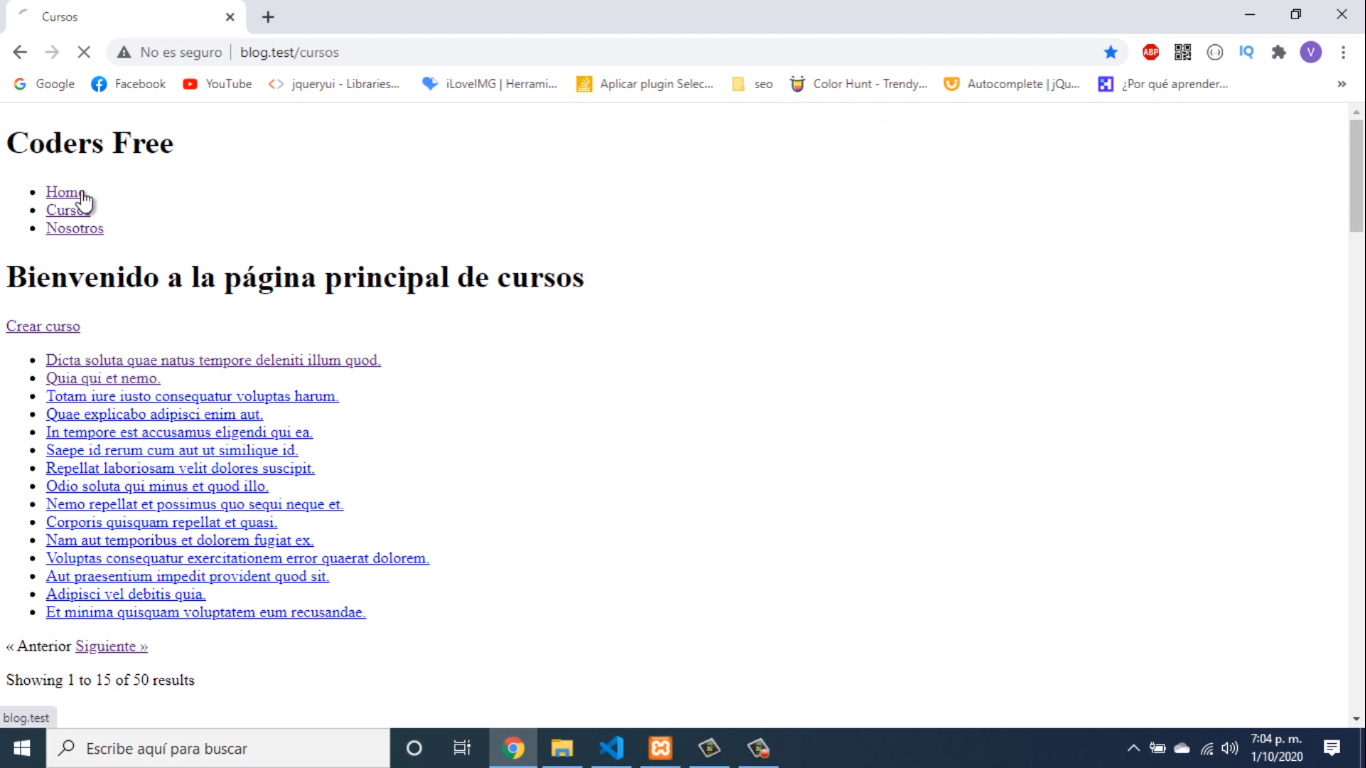 Cursos
No es seguro | blog.test/cursos
ABP
IQ
V
Google Facebook YouTube jqueryui - Libraries... iLoveIMG | Herrami... Aplicar plugin Selec... seo Color Hunt - Trendy... Autocomplete | jQu... ¿Por qué aprender... »
Coders Free
Home
Cursos
Nosotros
Bienvenido a la página principal de cursos
Crear curso
Dicta soluta quae natus tempore deleniti illum quod.
Quia qui et nemo.
Totam iure iusto consequatur voluptas harum.
Quae explicabo adipisci enim aut.
In tempore est accusamus eligendi qui ea.
Saepe id rerum cum aut ut similique id.
Repellat laboriosam velit dolores suscipit.
Odio soluta qui minus et quod illo.
Nemo repellat et possimus quo sequi neque et.
Corporis quisquam repellat et quasi.
Nam aut temporibus et dolorem fugiat ex.
Voluptas consequatur exercitationem error quaerat dolorem.
Aut praesentium impedit provident quod sit.
Adipisci vel debitis quia.
Et minima quisquam voluptatem eum recusandae.
« Anterior Siguiente »
Showing 1 to 15 of 50 results
blog.test
Escribe aquí para buscar
7:04 p. m.
1/10/2020